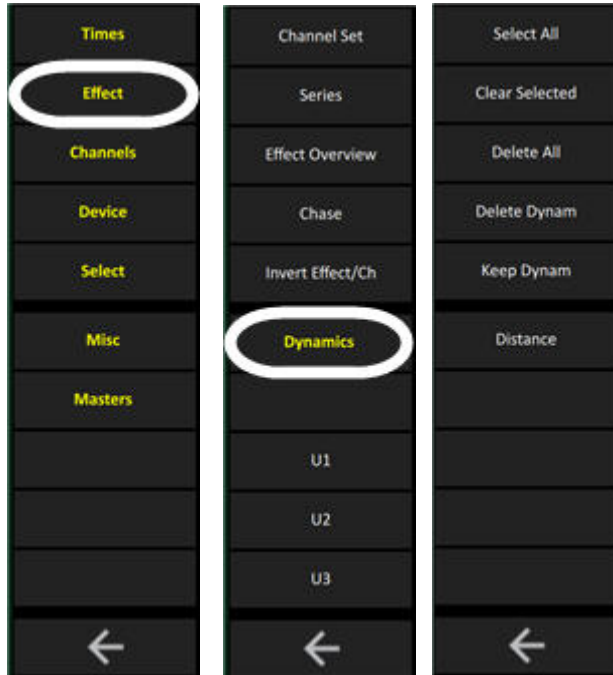 Times
Effect
Channels
Device
Select
Misc
Masters
Channel Set
Series
Effect Overview
Chase
Invert Effect/Ch
Dynamics
U1
U2
U3
Select All
Clear Selected
Delete All
Delete Dynam
Keep Dynam
Distance